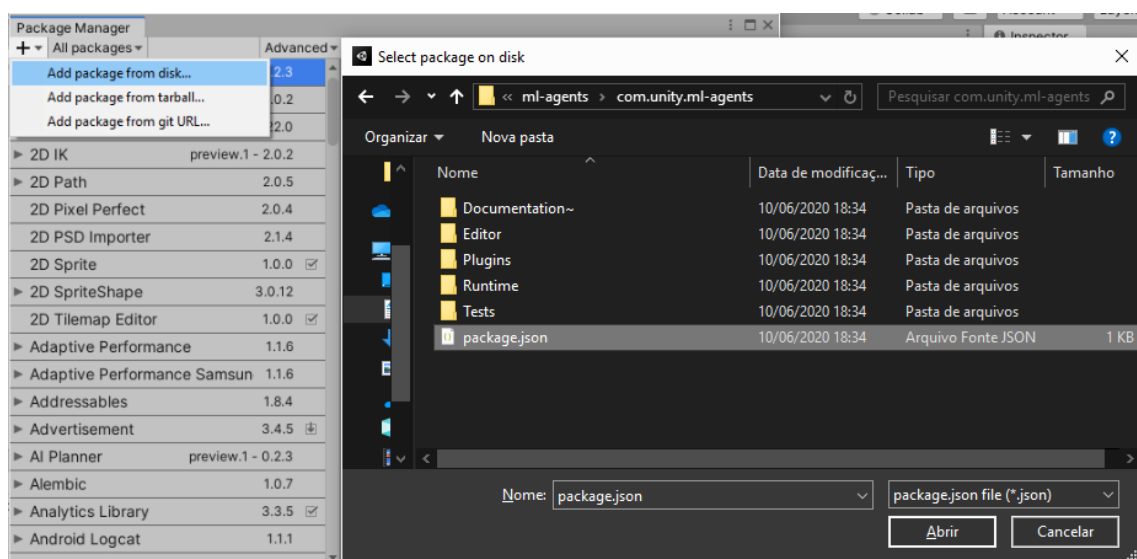 Package Manager
+ All packages Advanced
Add package from disk... 2.3
Add package from tarball... .0.2
Add package from git URL... 22.0
2D IK preview.1 - 2.0.2
2D Path 2.0.5
2D Pixel Perfect 2.0.4
2D PSD Importer 2.1.4
2D Sprite 1.0.0
2D SpriteShape 3.0.12
2D Tilemap Editor 1.0.0
Adaptive Performance 1.1.6
Adaptive Performance Samsun 1.1.6
Addressables 1.8.4
Advertisement 3.4.5
AI Planner preview.1 - 0.2.3
Alembic 1.0.7
Analytics Library 3.3.5
Android Logcat 1.1.1
Inspector
Select package on disk
« ml-agents > com.unity.ml-agents Pesquisar com.unity.ml-agents
Organizar Nova pasta
Nome Data de modificaç... Tipo Tamanho
Documentation~ 10/06/2020 18:34 Pasta de arquivos
Editor 10/06/2020 18:34 Pasta de arquivos
Plugins 10/06/2020 18:34 Pasta de arquivos
Runtime 10/06/2020 18:34 Pasta de arquivos
Tests 10/06/2020 18:34 Pasta de arquivos
package.json 10/06/2020 18:34 Arquivo Fonte JSON 1 KB
Nome: package.json package.json file (*.json)
Abrir Cancelar